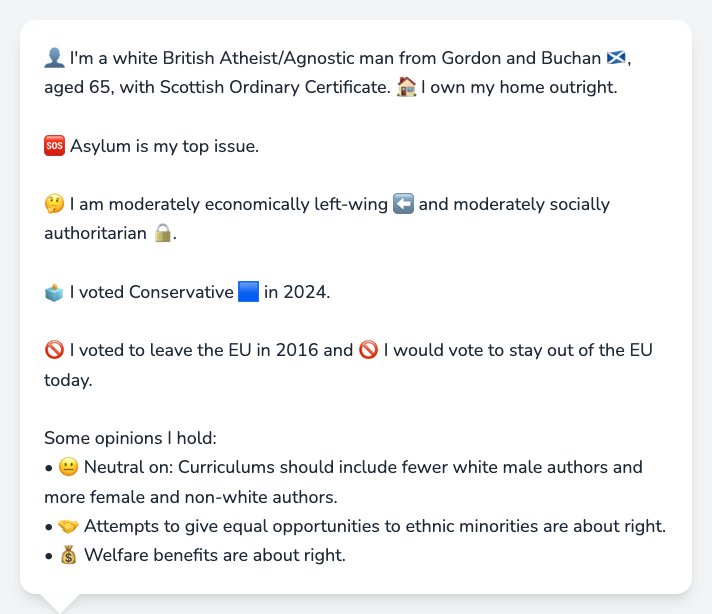 👤 I'm a white British Atheist/Agnostic man from Gordon and Buchan 🏴󠁧󠁢󠁳󠁣󠁴󠁿,
aged 65, with Scottish Ordinary Certificate. 🏠 I own my home outright.
🆘 Asylum is my top issue.
🤔 I am moderately economically left-wing ⬅️ and moderately socially
authoritarian 🔒.
🗳️ I voted Conservative 🟦 in 2024.
🚫 I voted to leave the EU in 2016 and 🚫 I would vote to stay out of the EU
today.
Some opinions I hold:
• 😐 Neutral on: Curriculums should include fewer white male authors and
more female and non-white authors.
• 🤝 Attempts to give equal opportunities to ethnic minorities are about right.
• 💰 Welfare benefits are about right.